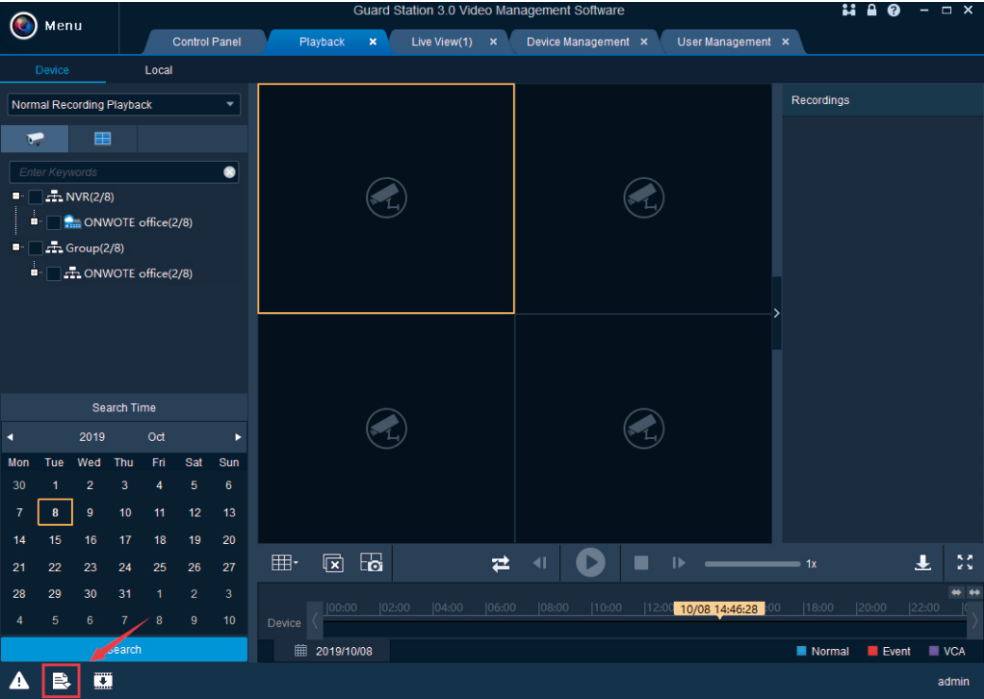 Guard Station 3.0 Video Management Software
Menu
Control Panel Playback Live View(1) Device Management User Management
Device Local
Normal Recording Playback
Recordings
Enter Keywords
NVR(2/8)
ONWOTE office(2/8)
Group(2/8)
ONWOTE office(2/8)
Search Time
2019 Oct
Mon Tue Wed Thu Fri Sat Sun
30 1 2 3 4 5 6
7 8 9 10 11 12 13
14 15 16 17 18 19 20
21 22 23 24 25 26 27
28 29 30 31 1 2 3
4 5 6 7 8 9 10
Search
1x
00:00 02:00 04:00 06:00 08:00 10:00 12:00 10/08 14:46:28 18:00 20:00 22:00
Device
2019/10/08
Normal Event VCA
admin